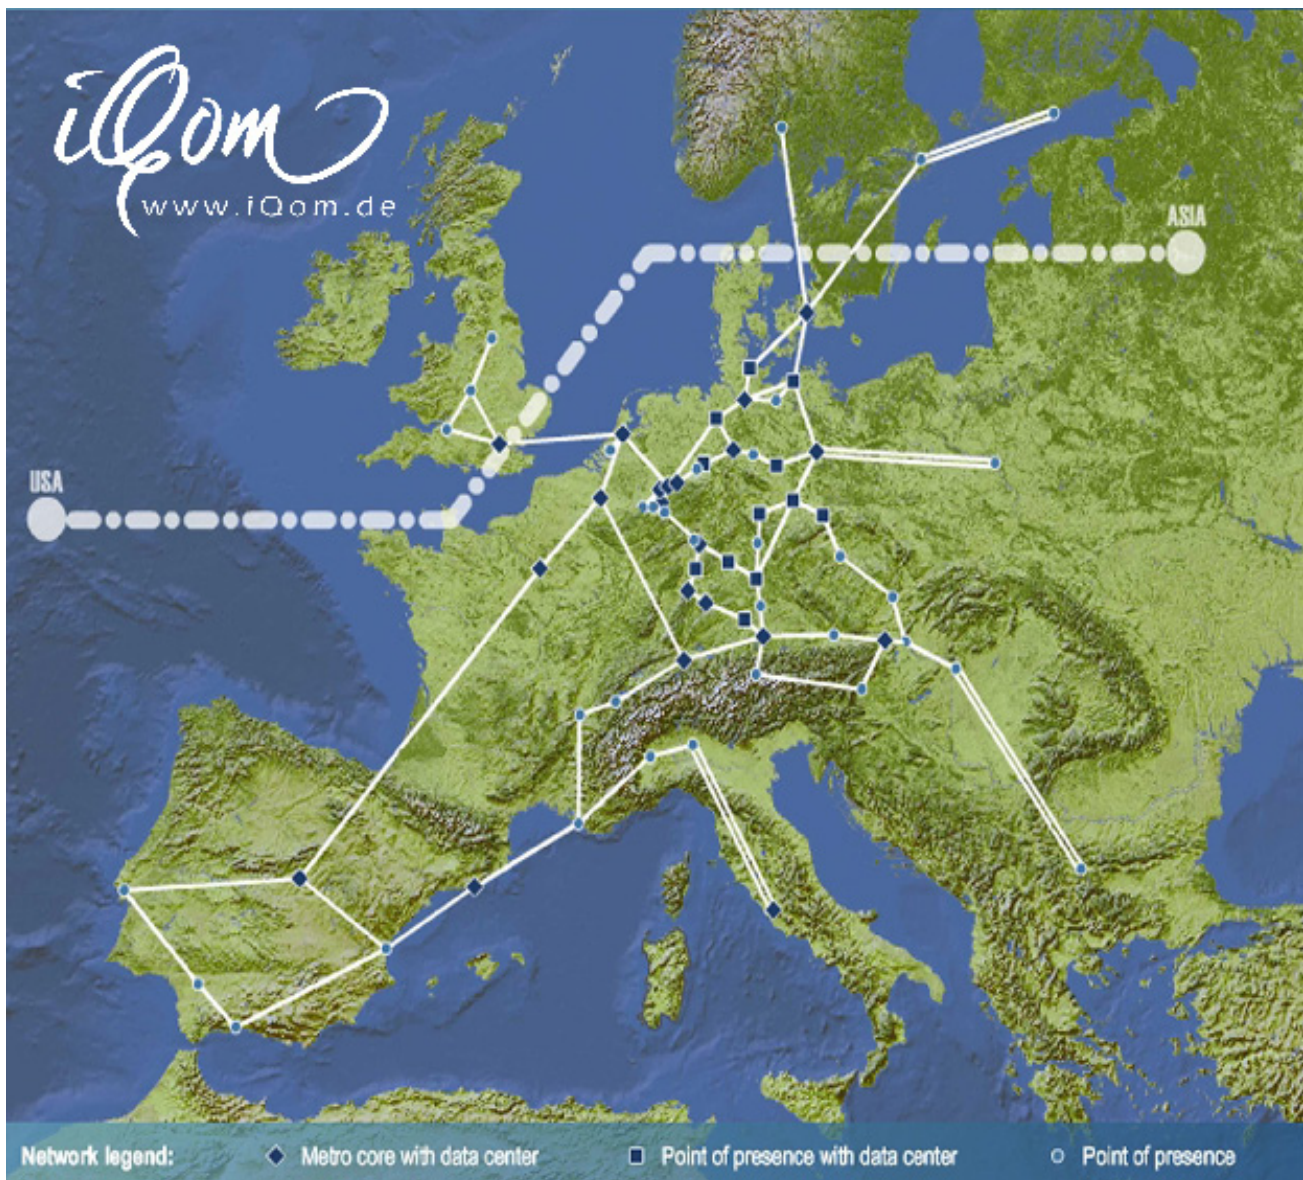 iQom
www.iQom.de
ASIA
USA
Network legend: Metro core with data center Point of presence with data center Point of presence